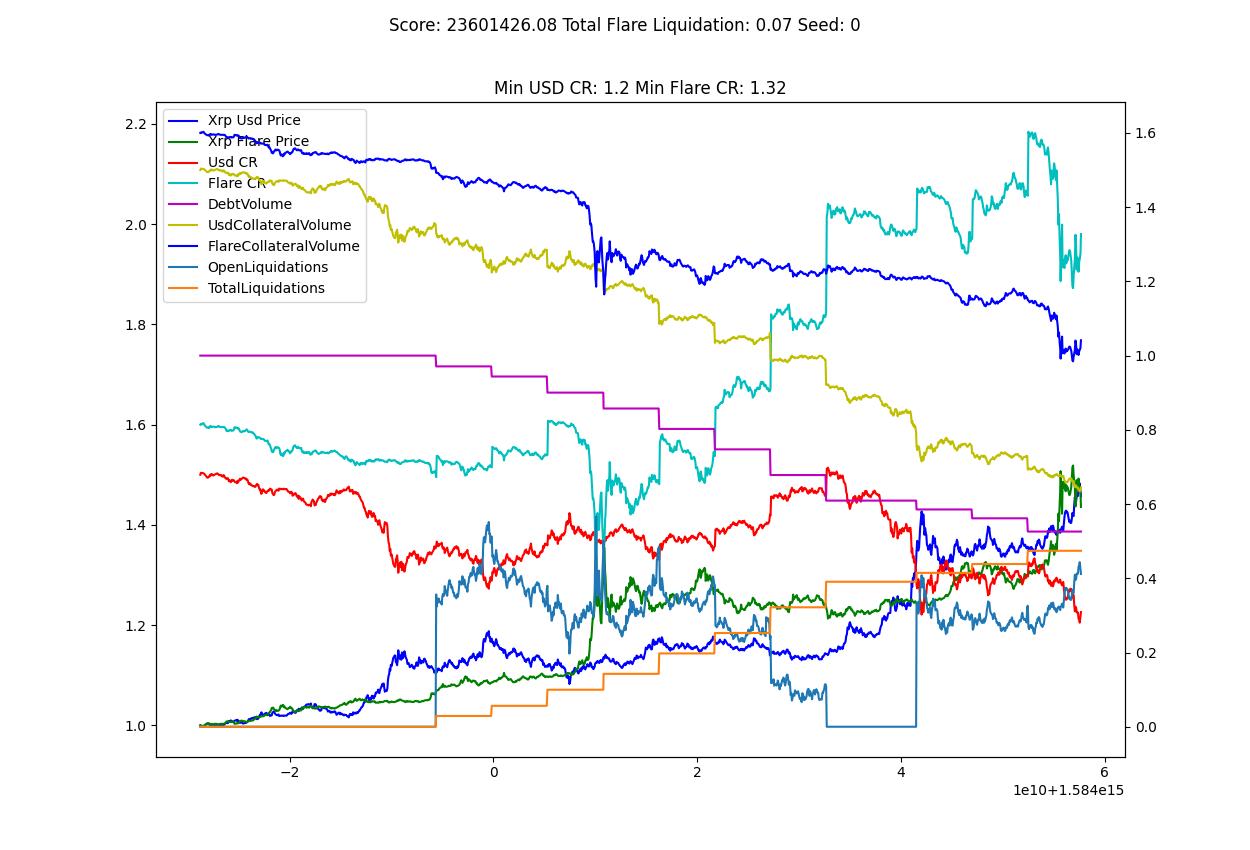 Score: 23601426.08 Total Flare Liquidation: 0.07 Seed: 0
Min USD CR: 1.2 Min Flare CR: 1.32
Xrp Usd Price
Xrp Flare Price
Usd CR
Flare CR
DebtVolume
UsdCollateralVolume
FlareCollateralVolume
OpenLiquidations
TotalLiquidations
2.2
2.0
1.8
1.6
1.4
1.2
1.0
1.6
1.4
1.2
1.0
0.8
0.6
0.4
0.2
0.0
−2 0 2 4 6
1e10+1.584e15